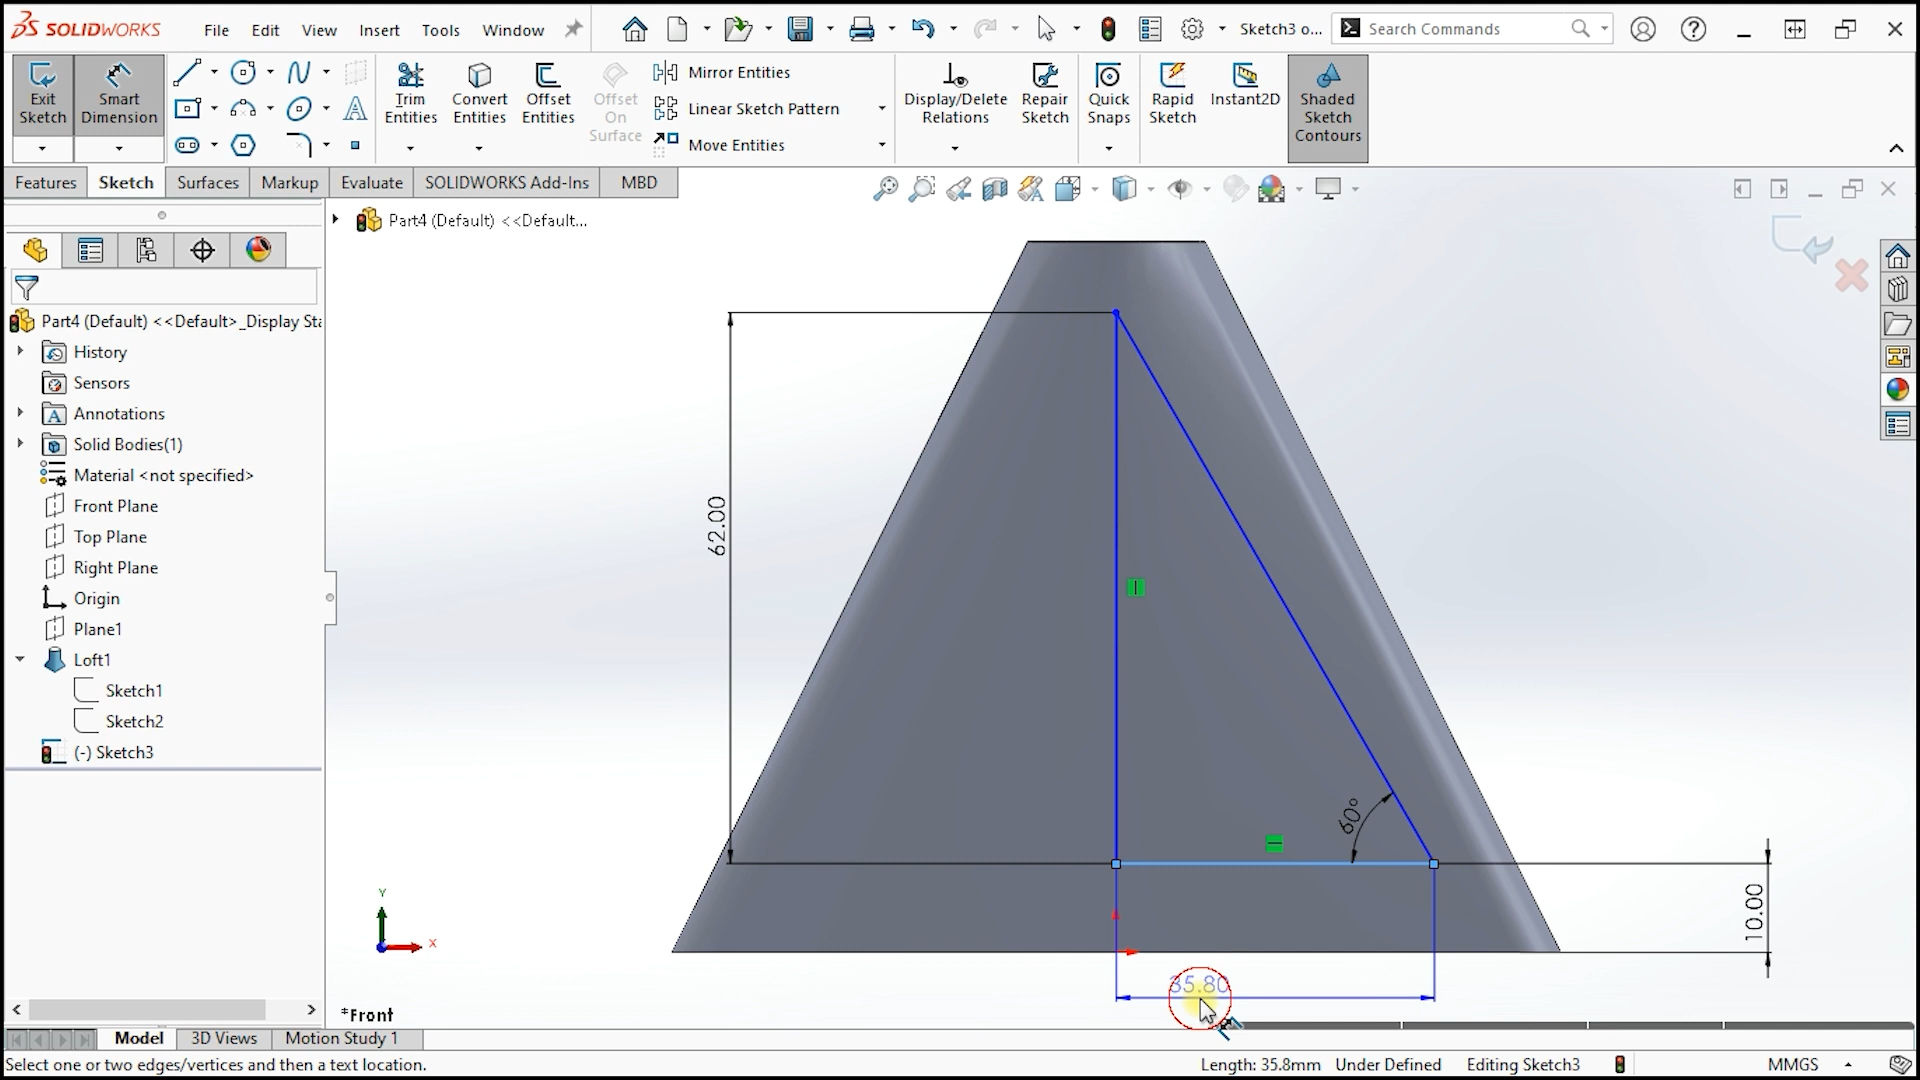 SOLIDWORKS File Edit View Insert Tools Window Sketch3 o... Search Commands
Exit Sketch
Smart Dimension
Trim Entities
Convert Entities
Offset Entities
Offset On Surface
Mirror Entities
Linear Sketch Pattern
Move Entities
Display/Delete Relations
Repair Sketch
Quick Snaps
Rapid Sketch
Instant2D
Shaded Sketch Contours
Features Sketch Surfaces Markup Evaluate SOLIDWORKS Add-Ins MBD
Part4 (Default) <<Default...
Part4 (Default) <<Default>_Display Sta
History
Sensors
Annotations
Solid Bodies(1)
Material <not specified>
Front Plane
Top Plane
Right Plane
Origin
Plane1
Loft1
Sketch1
Sketch2
(-) Sketch3
62.00
60°
10.00
35.80
Y
X
*Front
Model 3D Views Motion Study 1
Select one or two edges/vertices and then a text location. Length: 35.8mm Under Defined Editing Sketch3 MMGS